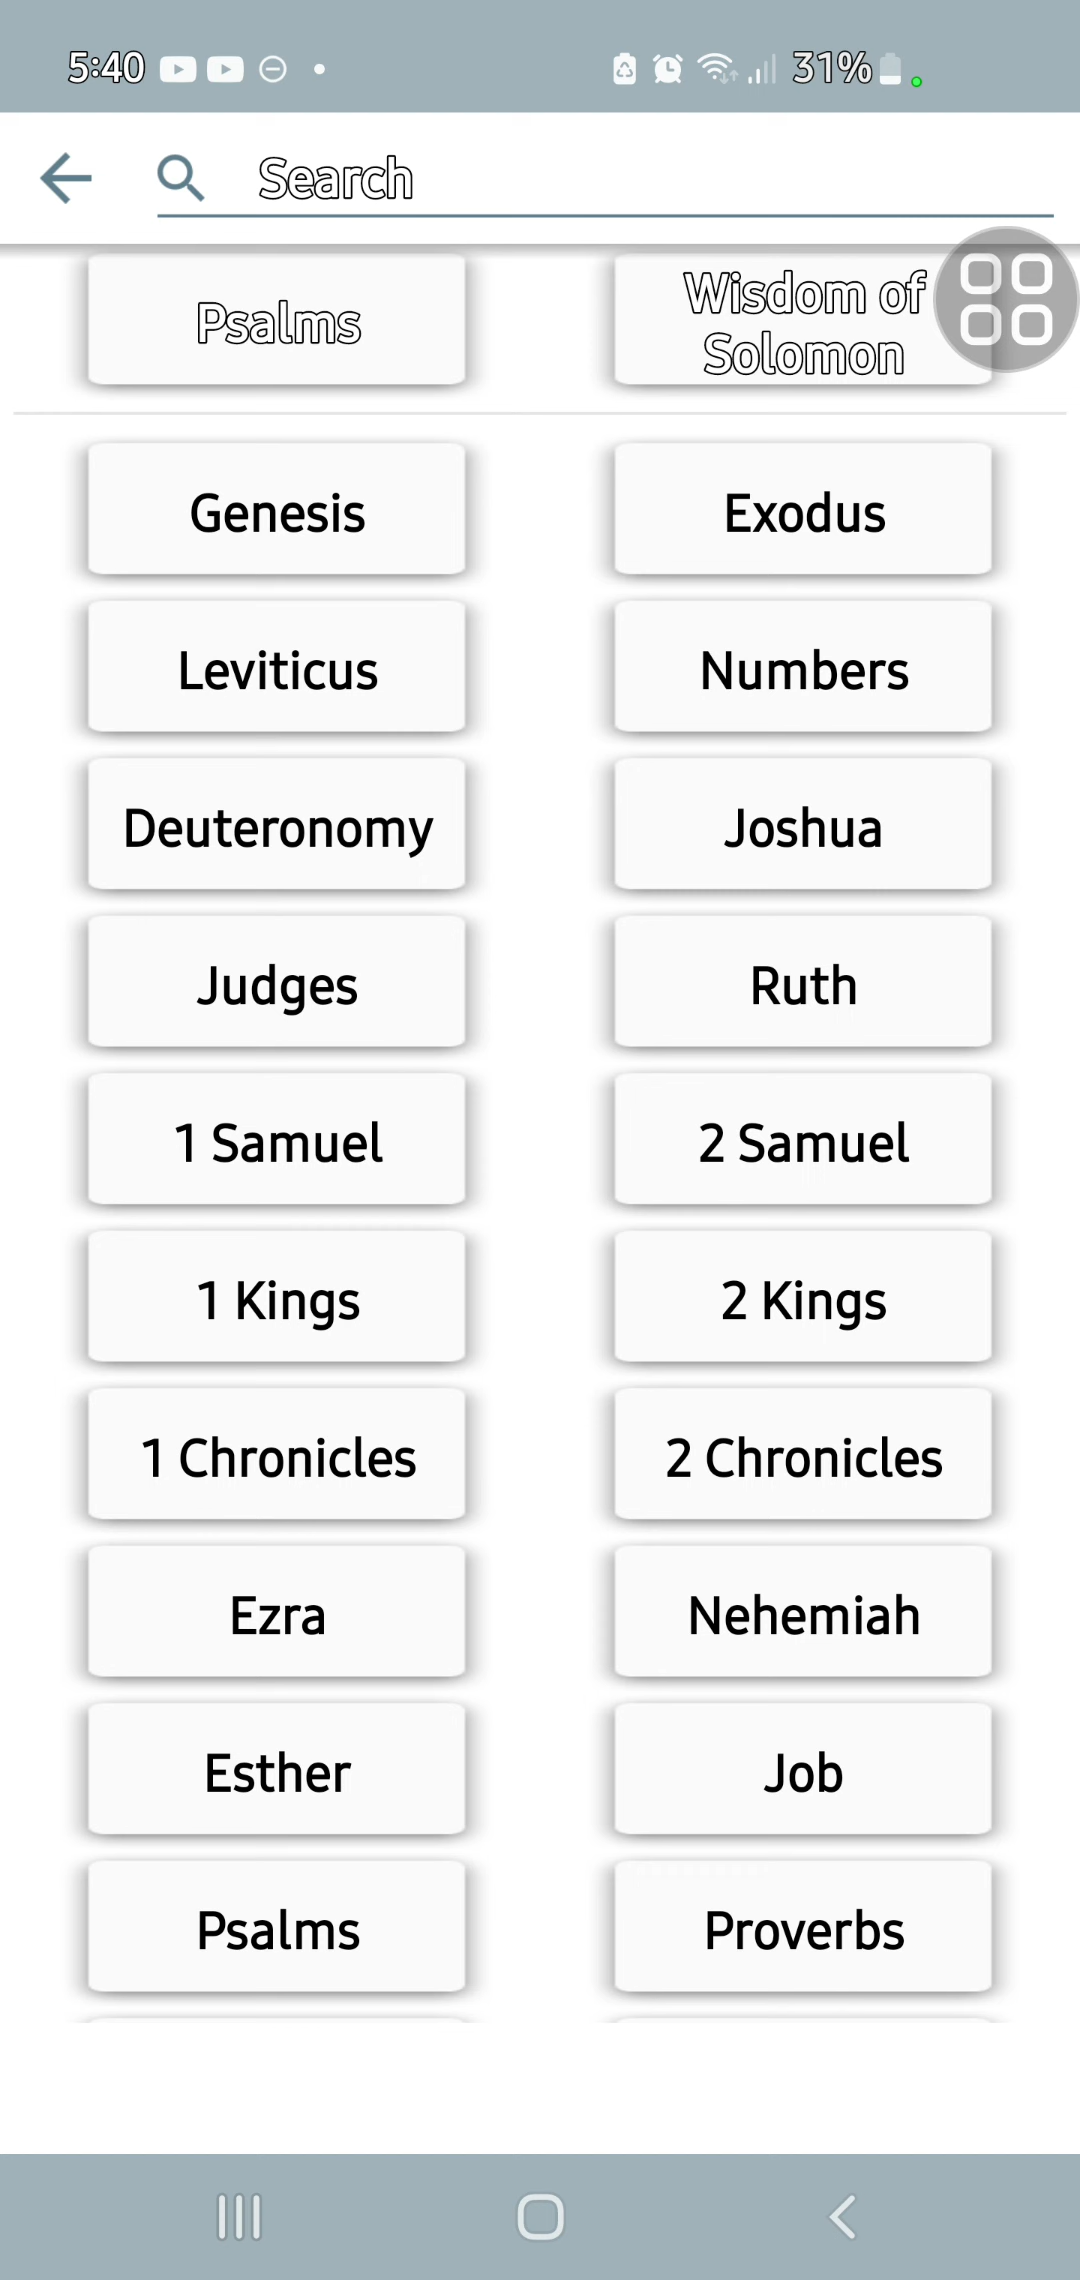 5:40
31%
Search
Psalms
Wisdom of
Solomon
Genesis
Exodus
Leviticus
Numbers
Deuteronomy
Joshua
Judges
Ruth
1 Samuel
2 Samuel
1 Kings
2 Kings
1 Chronicles
2 Chronicles
Ezra
Nehemiah
Esther
Job
Psalms
Proverbs